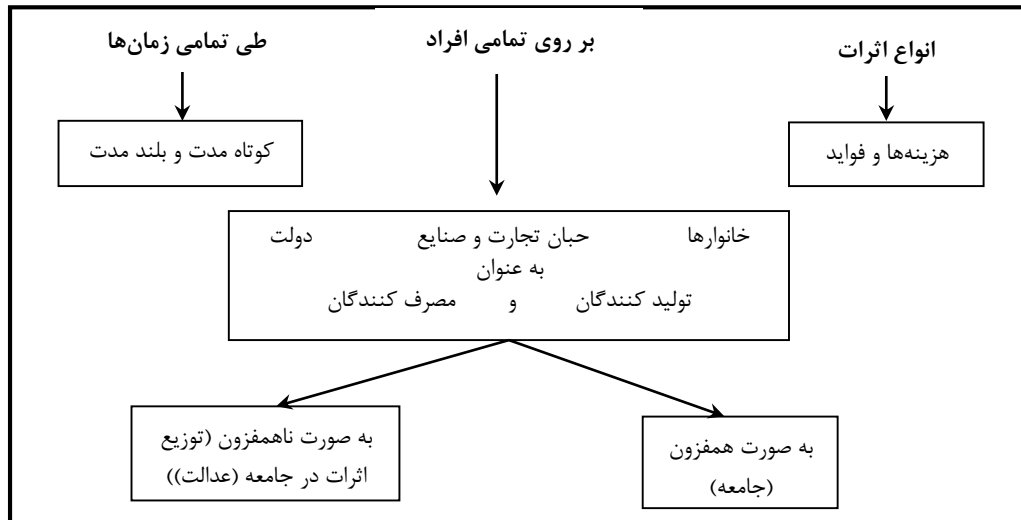 انواع اثرات
بر روی تمامی افراد
طی تمامی زمان‌ها
هزینه‌ها و فواید
کوتاه مدت و بلند مدت
خانوارها حبان تجارت و صنایع دولت
به عنوان
تولید کنندگان و مصرف کنندگان
به صورت همفزون
(جامعه)
به صورت ناهمفزون (توزیع
اثرات در جامعه (عدالت))